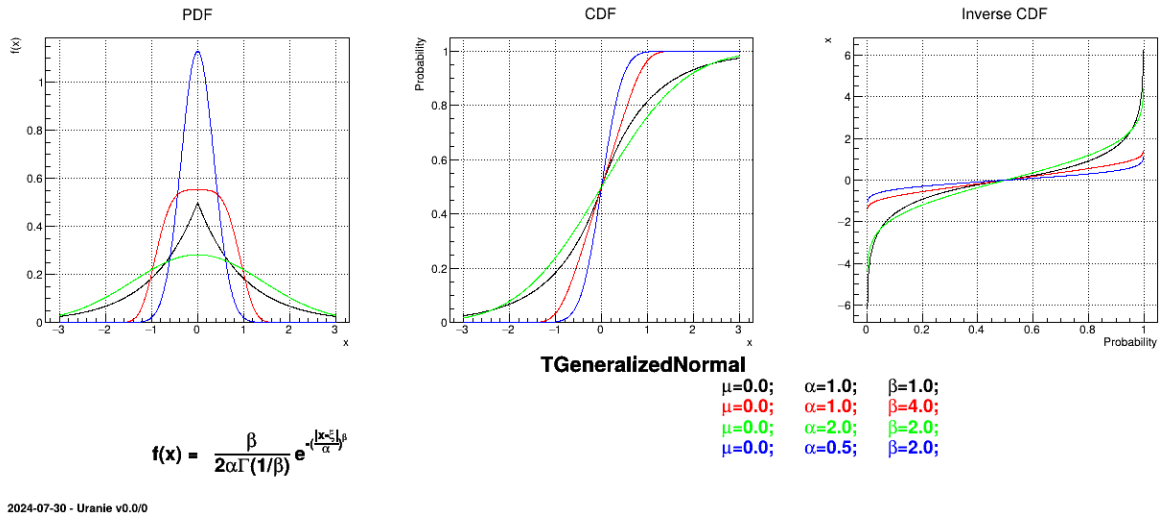 PDF
CDF
Inverse CDF
f(x)
1
0.8
0.6
0.4
0.2
0
−3 −2 −1 0 1 2 3
x
Probability
1
0.8
0.6
0.4
0.2
0
−3 −2 −1 0 1 2 3
x
x
6
4
2
0
−2
−4
−6
0 0.2 0.4 0.6 0.8 1
Probability
TGeneralizedNormal
μ=0.0; α=1.0; β=1.0;
μ=0.0; α=1.0; β=4.0;
μ=0.0; α=2.0; β=2.0;
μ=0.0; α=0.5; β=2.0;
f(x) = β / 2αΓ(1/β) e^-(|x-ξ|/α)^β
2024-07-30 - Uranie v0.0/0